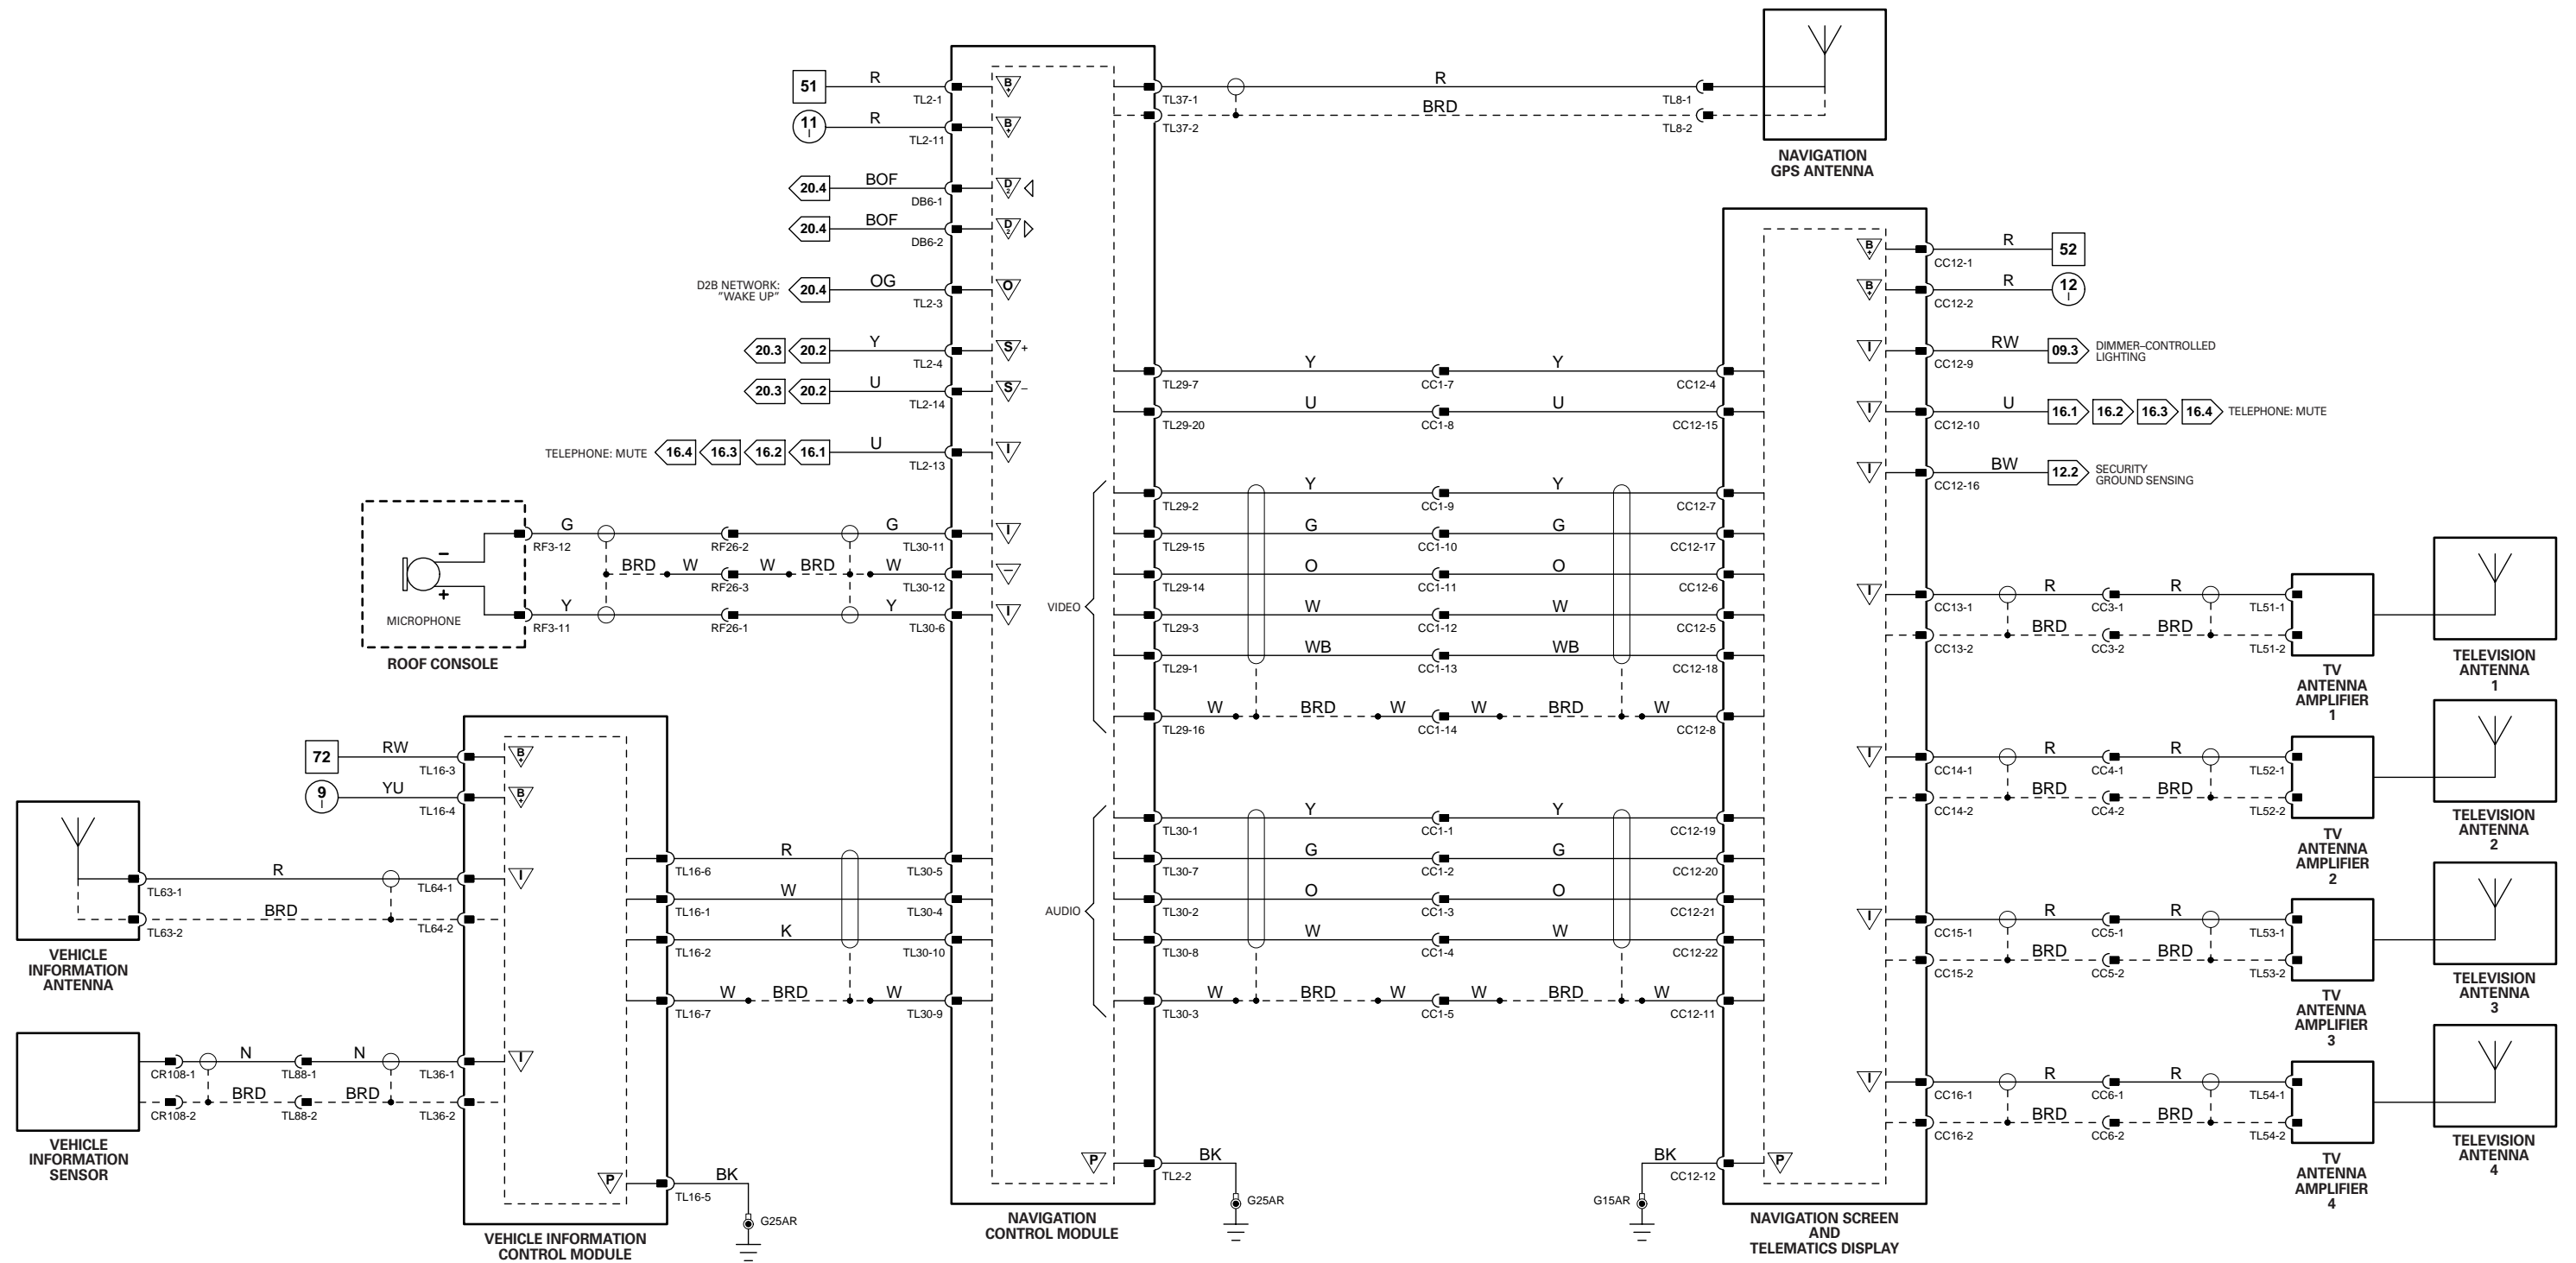 51
R
TL2-1
B
+
11
I
R
TL2-11
B
+
20.4
BOF
DB6-1
D
2
20.4
BOF
DB6-2
D
2
D2B NETWORK:
“WAKE UP”
20.4
OG
TL2-3
O
20.3
20.2
Y
TL2-4
S
+
20.3
20.2
U
TL2-14
S
–
TELEPHONE: MUTE
16.4
16.3
16.2
16.1
U
TL2-13
I
–
+
MICROPHONE
ROOF CONSOLE
RF3-12
G
RF26-2
G
TL30-11
I
BRD
W
RF26-3
W
BRD
W
TL30-12
–
RF3-11
Y
RF26-1
Y
TL30-6
I
72
RW
TL16-3
B
+
9
I
YU
TL16-4
B
+
TL63-1
R
TL64-1
I
TL63-2
BRD
TL64-2
VEHICLE
INFORMATION
ANTENNA
CR108-1
N
TL88-1
N
TL36-1
I
CR108-2
BRD
TL88-2
BRD
TL36-2
VEHICLE
INFORMATION
SENSOR
TL16-6
R
TL30-5
TL16-1
W
TL30-4
TL16-2
K
TL30-10
TL16-7
W
BRD
W
TL30-9
P
TL16-5
BK
G25AR
VEHICLE INFORMATION
CONTROL MODULE
TL37-1
R
TL8-1
TL37-2
BRD
TL8-2
NAVIGATION
GPS ANTENNA
TL29-7
Y
CC1-7
Y
CC12-4
TL29-20
U
CC1-8
U
CC12-15
VIDEO
TL29-2
Y
CC1-9
Y
CC12-7
TL29-15
G
CC1-10
G
CC12-17
TL29-14
O
CC1-11
O
CC12-6
TL29-3
W
CC1-12
W
CC12-5
TL29-1
WB
CC1-13
WB
CC12-18
TL29-16
W
BRD
W
CC1-14
W
BRD
W
CC12-8
AUDIO
TL30-1
Y
CC1-1
Y
CC12-19
TL30-7
G
CC1-2
G
CC12-20
TL30-2
O
CC1-3
O
CC12-21
TL30-8
W
CC1-4
W
CC12-22
TL30-3
W
BRD
W
CC1-5
W
BRD
W
CC12-11
P
TL2-2
BK
G25AR
NAVIGATION
CONTROL MODULE
BK
CC12-12
P
G15AR
NAVIGATION SCREEN
AND
TELEMATICS DISPLAY
B
+
CC12-1
R
52
B
+
CC12-2
R
12
I
I
CC12-9
RW
09.3
DIMMER–CONTROLLED
LIGHTING
I
CC12-10
U
16.1
16.2
16.3
16.4
TELEPHONE: MUTE
I
CC12-16
BW
12.2
SECURITY
GROUND SENSING
I
CC13-1
R
CC3-1
R
TL51-1
CC13-2
BRD
CC3-2
BRD
TL51-2
TV
ANTENNA
AMPLIFIER
1
TELEVISION
ANTENNA
1
I
CC14-1
R
CC4-1
R
TL52-1
CC14-2
BRD
CC4-2
BRD
TL52-2
TV
ANTENNA
AMPLIFIER
2
TELEVISION
ANTENNA
2
I
CC15-1
R
CC5-1
R
TL53-1
CC15-2
BRD
CC5-2
BRD
TL53-2
TV
ANTENNA
AMPLIFIER
3
TELEVISION
ANTENNA
3
I
CC16-1
R
CC6-1
R
TL54-1
CC16-2
BRD
CC6-2
BRD
TL54-2
TV
ANTENNA
AMPLIFIER
4
TELEVISION
ANTENNA
4